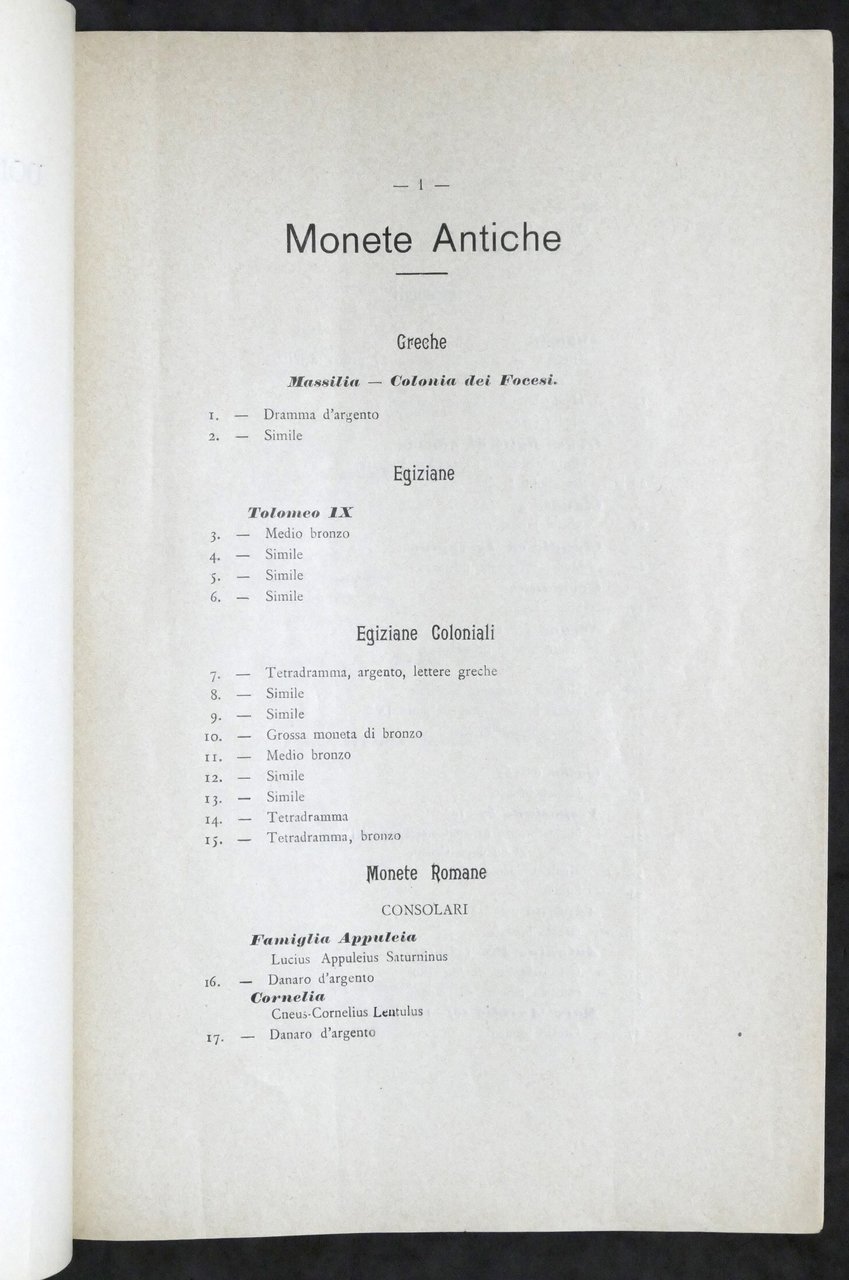 — 1 —
Monete Antiche
Greche
Massilia — Colonia dei Focesi.
1. — Dramma d'argento
2. — Simile
Egiziane
Tolomeo IX
3. — Medio bronzo
4. — Simile
5. — Simile
6. — Simile
Egiziane Coloniali
7. — Tetradramma, argento, lettere greche
8. — Simile
9. — Simile
10. — Grossa moneta di bronzo
11. — Medio bronzo
12. — Simile
13. — Simile
14. — Tetradramma
15. — Tetradramma, bronzo
Monete Romane
CONSOLARI
Famiglia Appuleia
Lucius Appuleius Saturninus
16. — Danaro d'argento
Cornelia
Cneus-Cornelius Lentulus
17. — Danaro d'argento